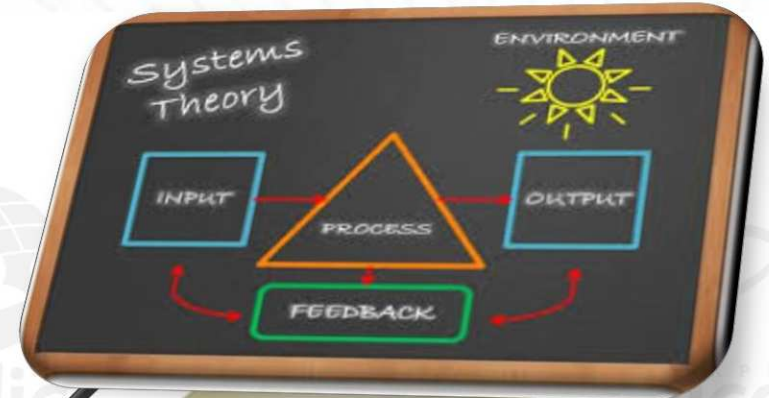 Systems
Theory
ENVIRONMENT
INPUT
PROCESS
OUTPUT
FEEDBACK